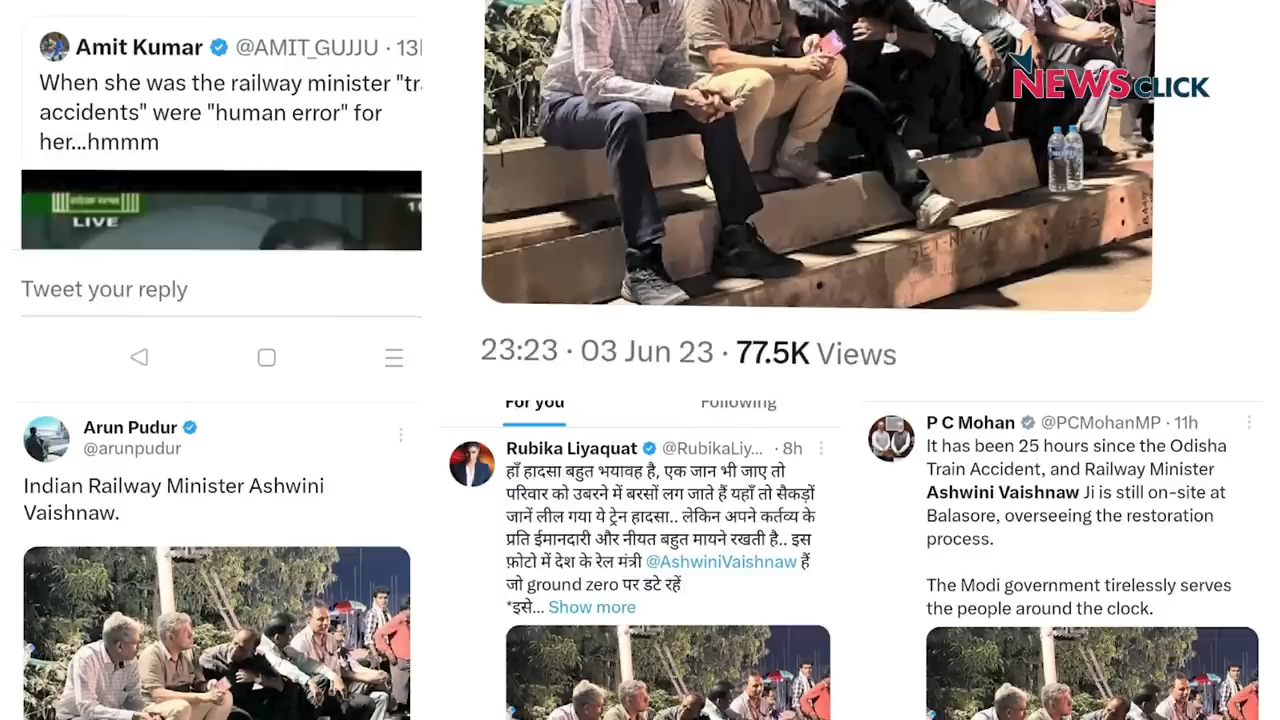 Amit Kumar @AMIT_GUJJU · 13
When she was the railway minister "tr
accidents" were "human error" for
her...hmmm
LIVE
Tweet your reply
NEWSCLICK
23:23 · 03 Jun 23 · 77.5K Views
Arun Pudur
@arunpudur
Indian Railway Minister Ashwini
Vaishnaw.
For you Following
Rubika Liyaquat @RubikaLiy... · 8h
हाँ हादसा बहुत भयावह है, एक जान भी जाए तो
परिवार को उबरने में बरसों लग जाते हैं यहाँ तो सैकड़ों
जानें लील गया ये ट्रेन हादसा.. लेकिन अपने कर्तव्य के
प्रति ईमानदारी और नीयत बहुत मायने रखती है.. इस
फ़ोटो में देश के रेल मंत्री @AshwiniVaishnaw हैं
जो ground zero पर डटे रहें
*इसे... Show more
P C Mohan @PCMohanMP · 11h
It has been 25 hours since the Odisha
Train Accident, and Railway Minister
Ashwini Vaishnaw Ji is still on-site at
Balasore, overseeing the restoration
process.
The Modi government tirelessly serves
the people around the clock.